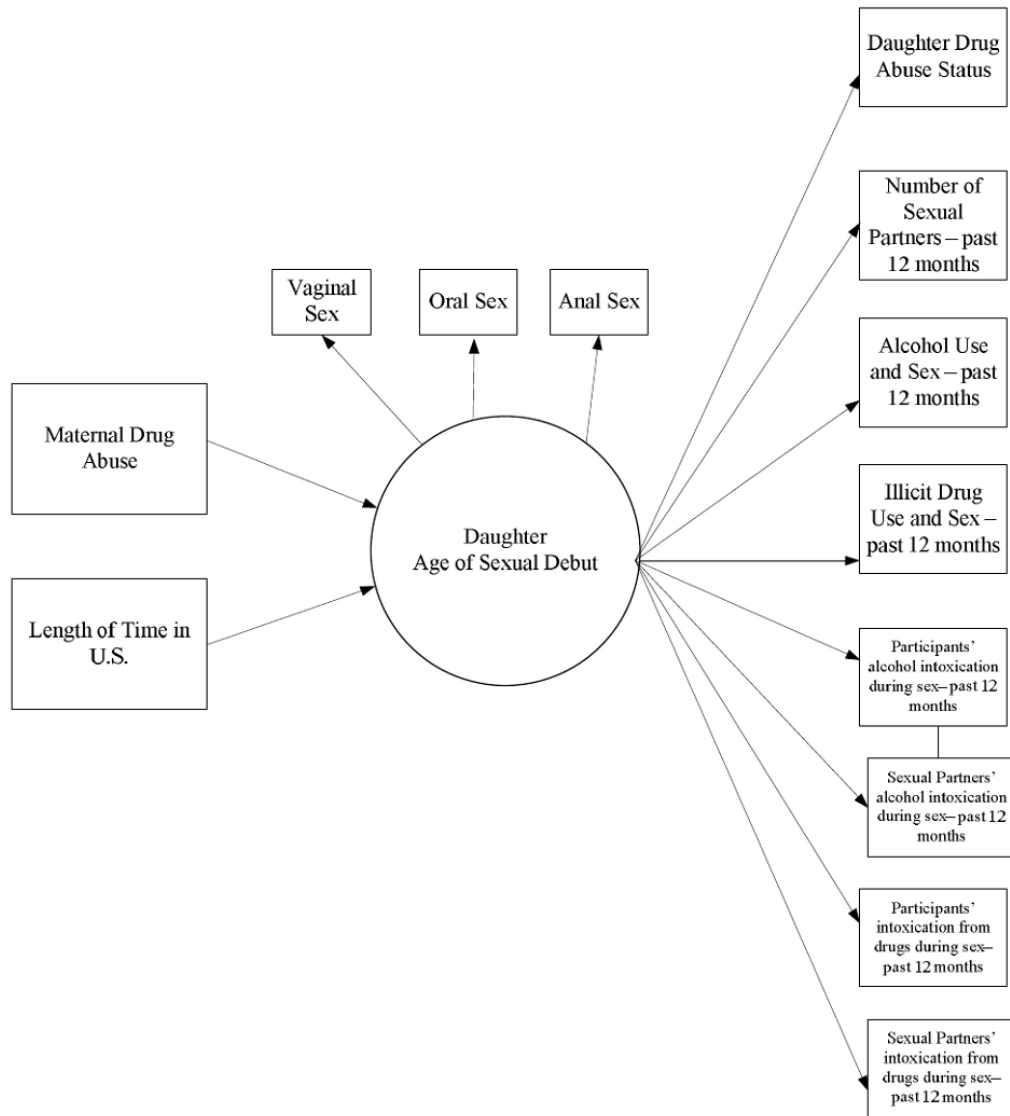 Daughter Drug
Abuse Status
Number of
Sexual
Partners – past
12 months
Vaginal
Sex
Oral Sex
Anal Sex
Alcohol Use
and Sex – past
12 months
Maternal Drug
Abuse
Illicit Drug
Use and Sex –
past 12 months
Daughter
Age of Sexual Debut
Length of Time in
U.S.
Participants’
alcohol intoxication
during sex– past 12
months
Sexual Partners’
alcohol intoxication
during sex– past 12
months
Participants’
intoxication from
drugs during sex–
past 12 months
Sexual Partners’
intoxication from
drugs during sex–
past 12 months